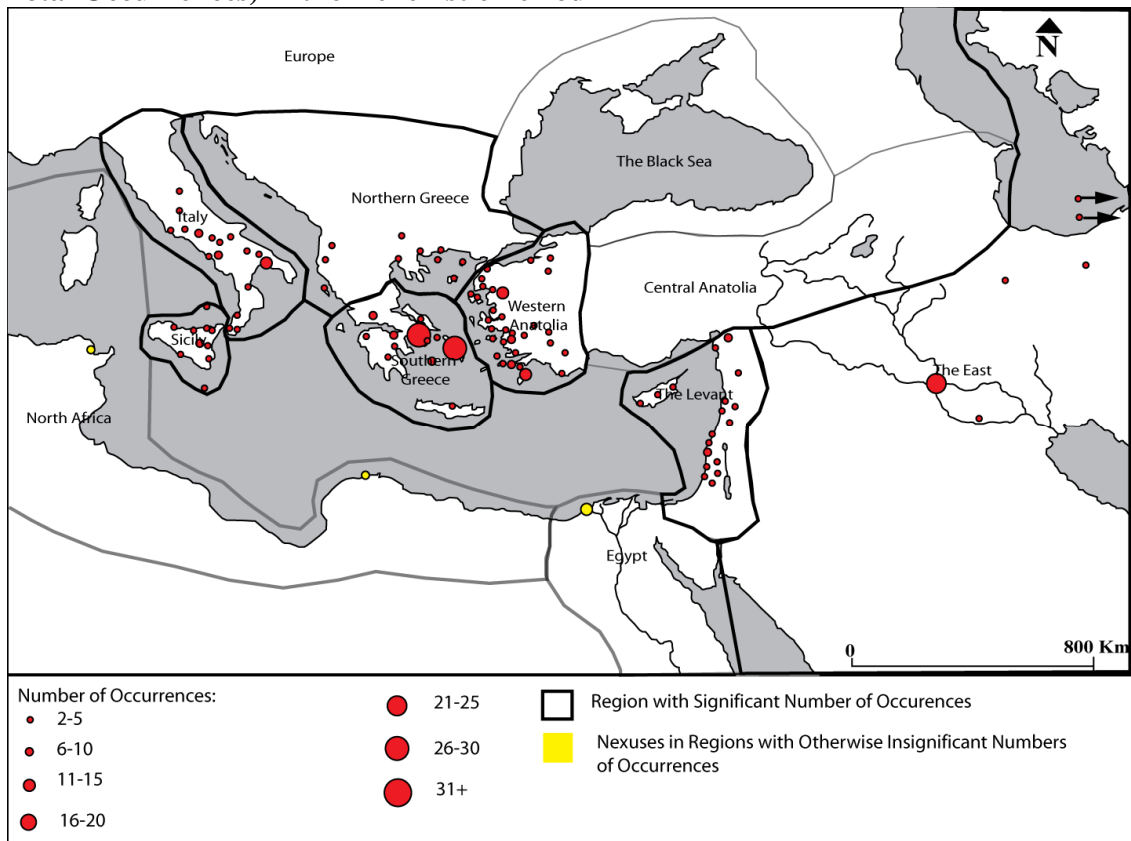 Europe
N
The Black Sea
Northern Greece
Italy
Central Anatolia
Western
Anatolia
Sicily
Southern
Greece
The East
The Levant
North Africa
Egypt
0
800 Km
Number of Occurrences:
2-5
6-10
11-15
16-20
21-25
26-30
31+
Region with Significant Number of Occurences
Nexuses in Regions with Otherwise Insignificant Numbers
of Occurrences